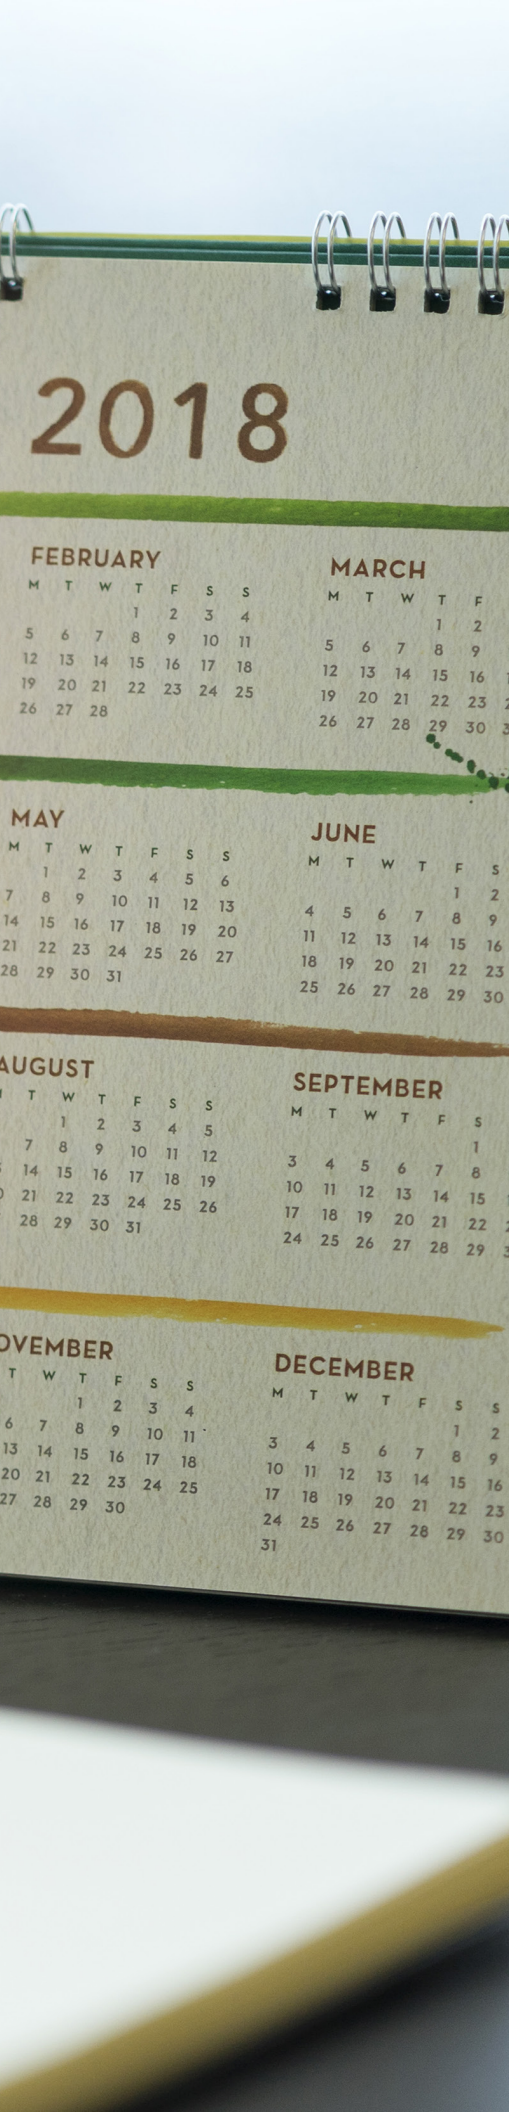 2018
FEBRUARY
M T W T F S S
1 2 3 4
5 6 7 8 9 10 11
12 13 14 15 16 17 18
19 20 21 22 23 24 25
26 27 28
MARCH
M T W T F
1 2
5 6 7 8 9
12 13 14 15 16
19 20 21 22 23
26 27 28 29 30
MAY
M T W T F S S
1 2 3 4 5 6
7 8 9 10 11 12 13
14 15 16 17 18 19 20
21 22 23 24 25 26 27
28 29 30 31
JUNE
M T W T F S
1 2
4 5 6 7 8 9
11 12 13 14 15 16
18 19 20 21 22 23
25 26 27 28 29 30
AUGUST
T W T F S S
1 2 3 4 5
7 8 9 10 11 12
14 15 16 17 18 19
21 22 23 24 25 26
28 29 30 31
SEPTEMBER
M T W T F S
1
3 4 5 6 7 8
10 11 12 13 14 15
17 18 19 20 21 22
24 25 26 27 28 29
OVEMBER
T W T F S S
1 2 3 4
6 7 8 9 10 11
13 14 15 16 17 18
20 21 22 23 24 25
27 28 29 30
DECEMBER
M T W T F S S
1 2
3 4 5 6 7 8 9
10 11 12 13 14 15 16
17 18 19 20 21 22 23
24 25 26 27 28 29 30
31